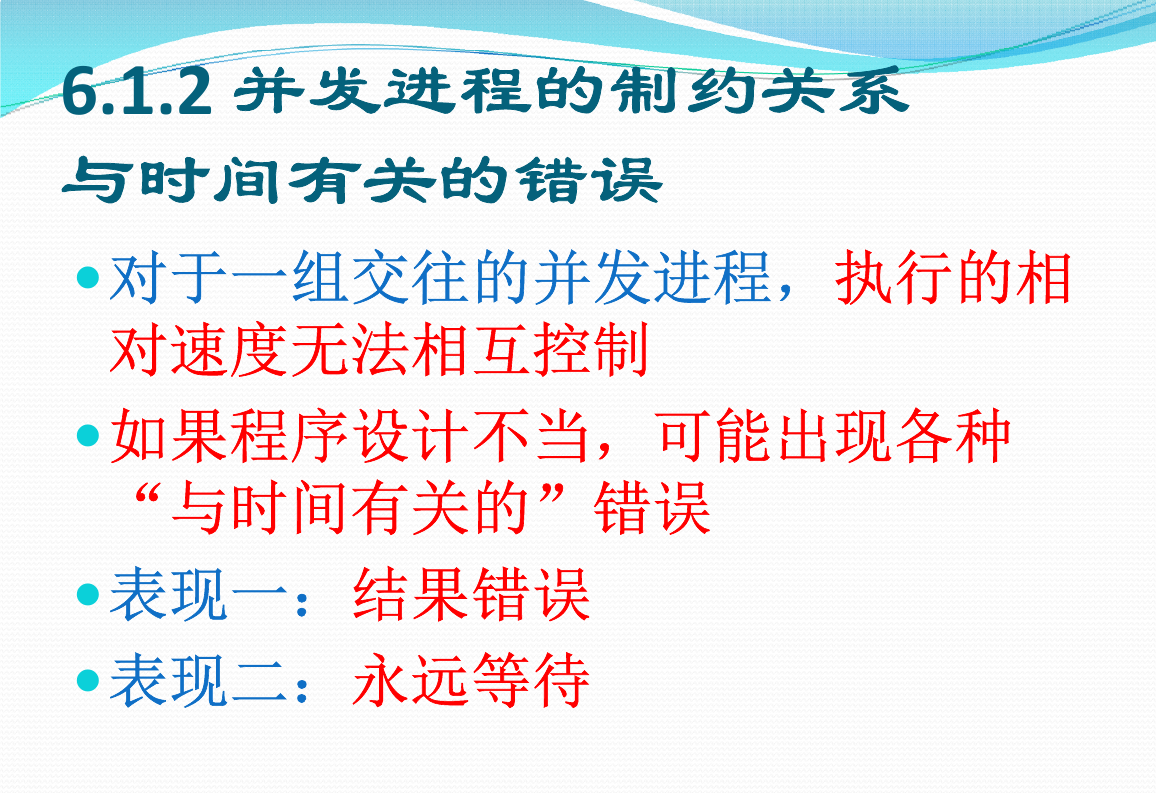 6.1.2 并发进程的制约关系
与时间有关的错误
对于一组交往的并发进程，执行的相
对速度无法相互控制
如果程序设计不当，可能出现各种
“与时间有关的”错误
表现一：结果错误
表现二：永远等待